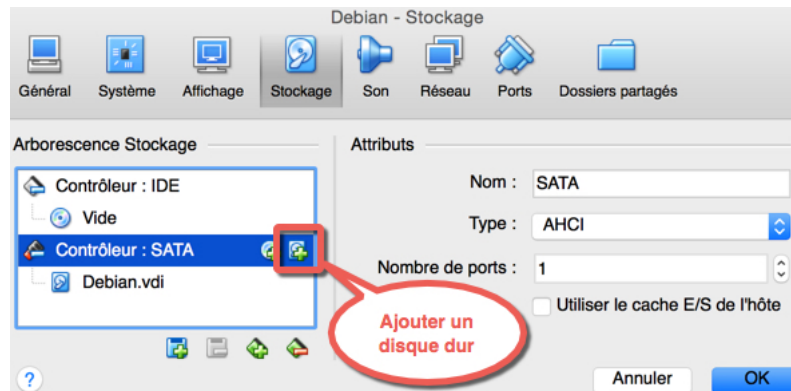 Debian - Stockage
Général Système Affichage Stockage Son Réseau Ports Dossiers partagés
Arborescence Stockage
Contrôleur : IDE
Vide
Contrôleur : SATA
Debian.vdi
Attributs
Nom : SATA
Type : AHCI
Nombre de ports : 1
Utiliser le cache E/S de l'hôte
Ajouter un
disque dur
?
Annuler OK